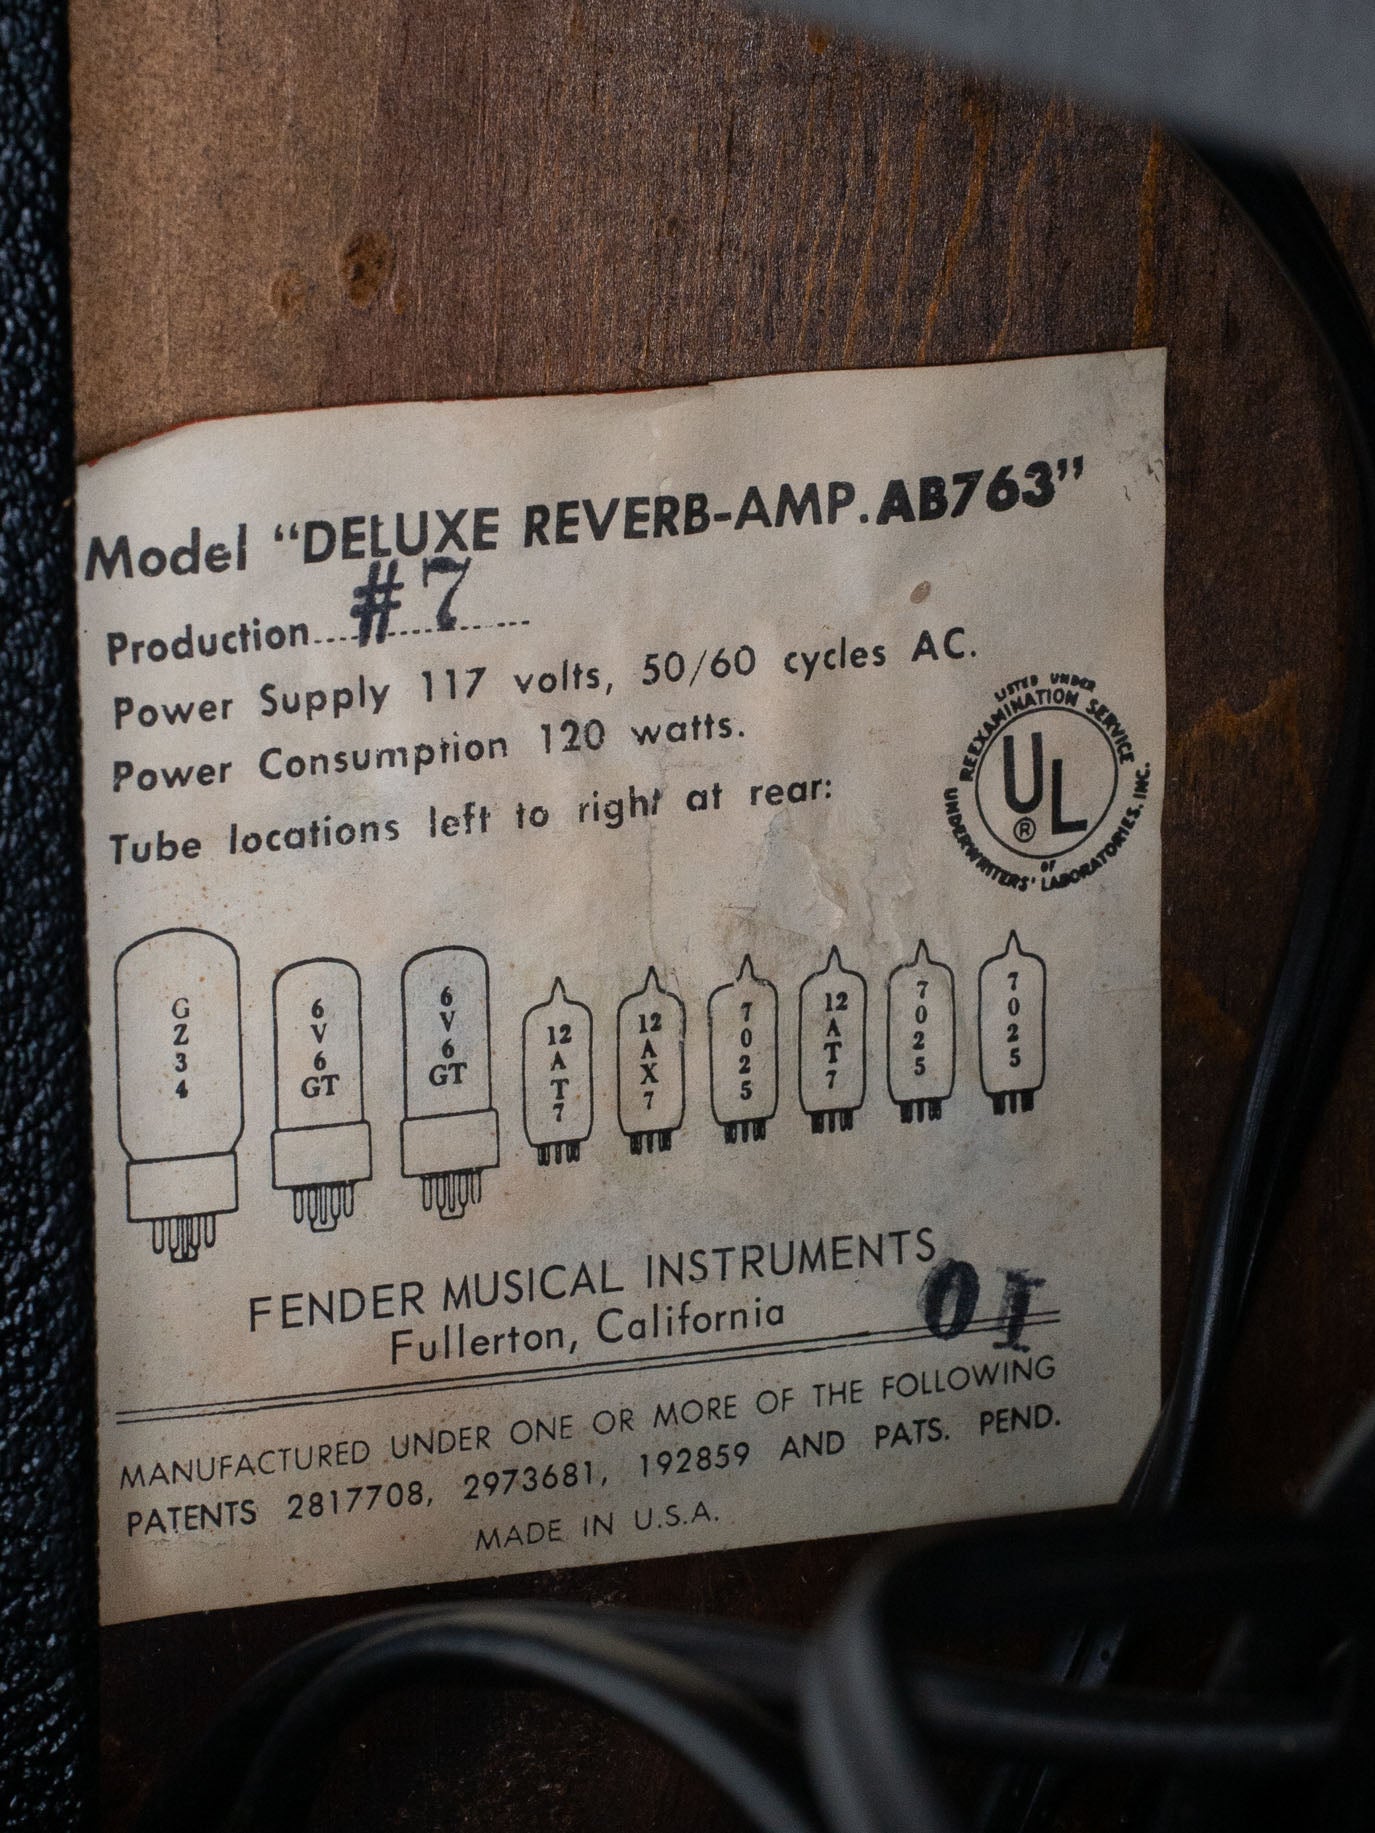 Model “DELUXE REVERB-AMP. AB763”
Production #7
Power Supply 117 volts, 50/60 cycles AC.
Power Consumption 120 watts.
Tube locations left to right at rear:
LISTED UNDER
REEXAMINATION SERVICE
UL
®
OF
UNDERWRITERS' LABORATORIES, INC.
GZ34
6V6GT
6V6GT
12AT7
12AX7
7025
12AT7
7025
7025
FENDER MUSICAL INSTRUMENTS
Fullerton, California
OI
MANUFACTURED UNDER ONE OR MORE OF THE FOLLOWING
PATENTS 2817708, 2973681, 192859 AND PATS. PEND.
MADE IN U.S.A.